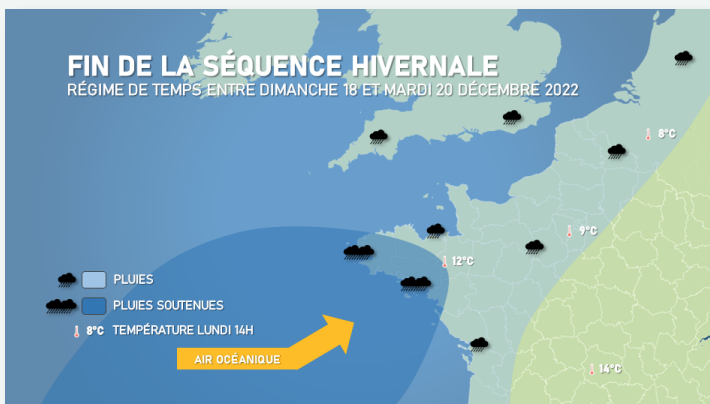 FIN DE LA SÉQUENCE HIVERNALE
RÉGIME DE TEMPS ENTRE DIMANCHE 18 ET MARDI 20 DÉCEMBRE 2022
8°C
9°C
12°C
PLUIES
PLUIES SOUTENUES
8°C TEMPÉRATURE LUNDI 14H
AIR OCÉANIQUE
14°C